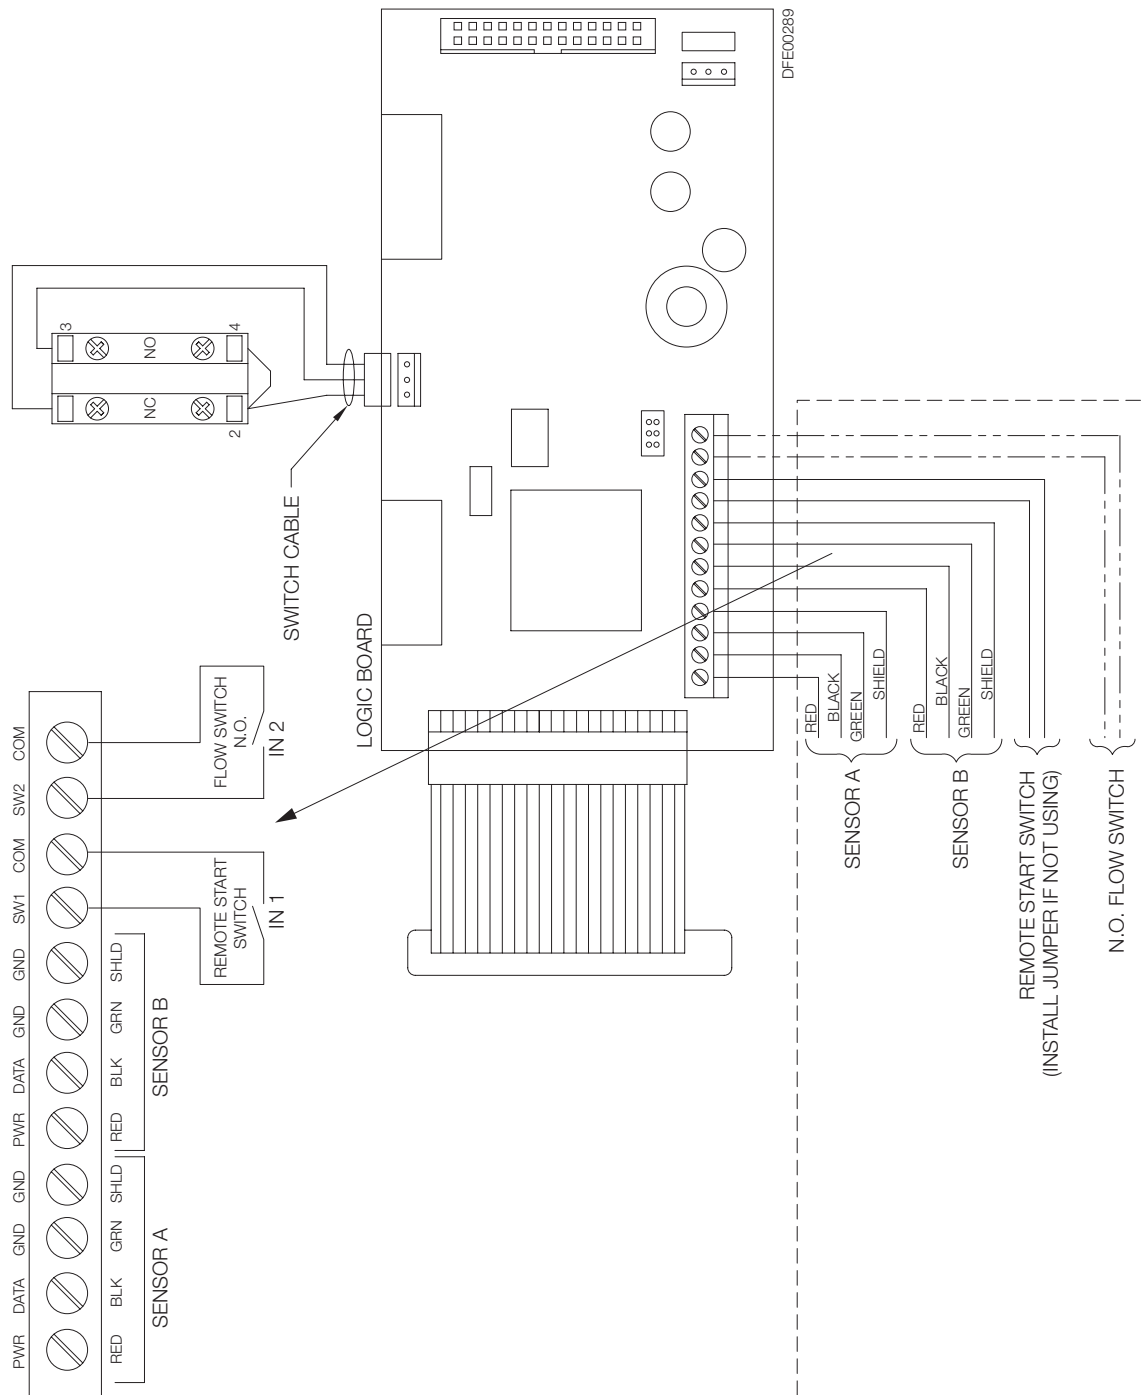 DFE00289
3
NO
4
NC
2
SWITCH CABLE
LOGIC BOARD
COM
SW2
COM
SW1
GND
GND
DATA
PWR
GND
GND
DATA
PWR
SHLD
GRN
BLK
RED
SHLD
GRN
BLK
RED
SENSOR B
SENSOR A
FLOW SWITCH
N.O.
IN 2
REMOTE START
SWITCH
IN 1
RED
BLACK
GREEN
SHIELD
RED
BLACK
GREEN
SHIELD
SENSOR A
SENSOR B
REMOTE START SWITCH
(INSTALL JUMPER IF NOT USING)
N.O. FLOW SWITCH